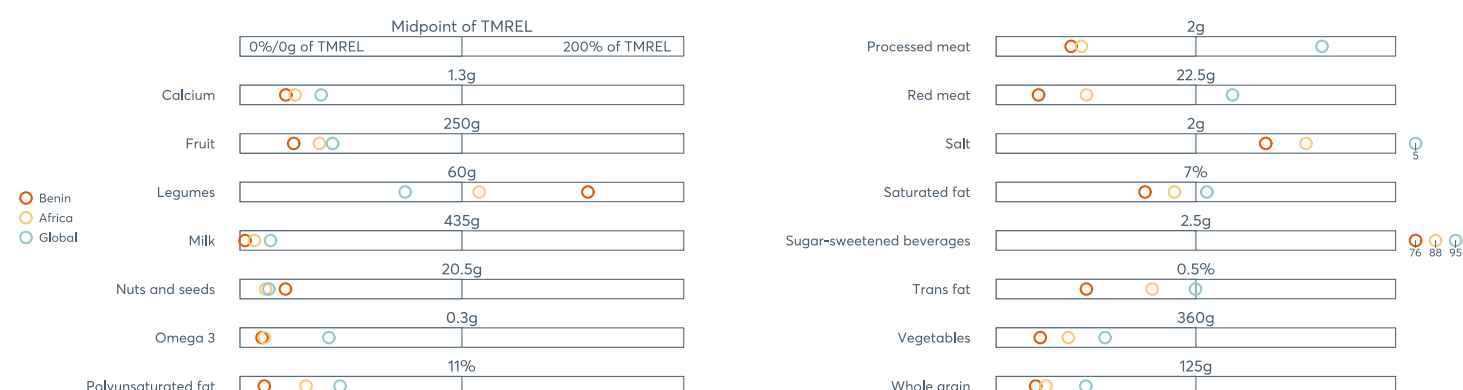 Midpoint of TMREL
0%/0g of TMREL 200% of TMREL
1.3g
Calcium
250g
Fruit
60g
Legumes
435g
Milk
20.5g
Nuts and seeds
0.3g
Omega 3
11%
Polyunsaturated fat
Benin
Africa
Global
2g
Processed meat
22.5g
Red meat
2g
Salt
5
7%
Saturated fat
2.5g
Sugar-sweetened beverages
76 88 95
0.5%
Trans fat
360g
Vegetables
125g
Whole grain